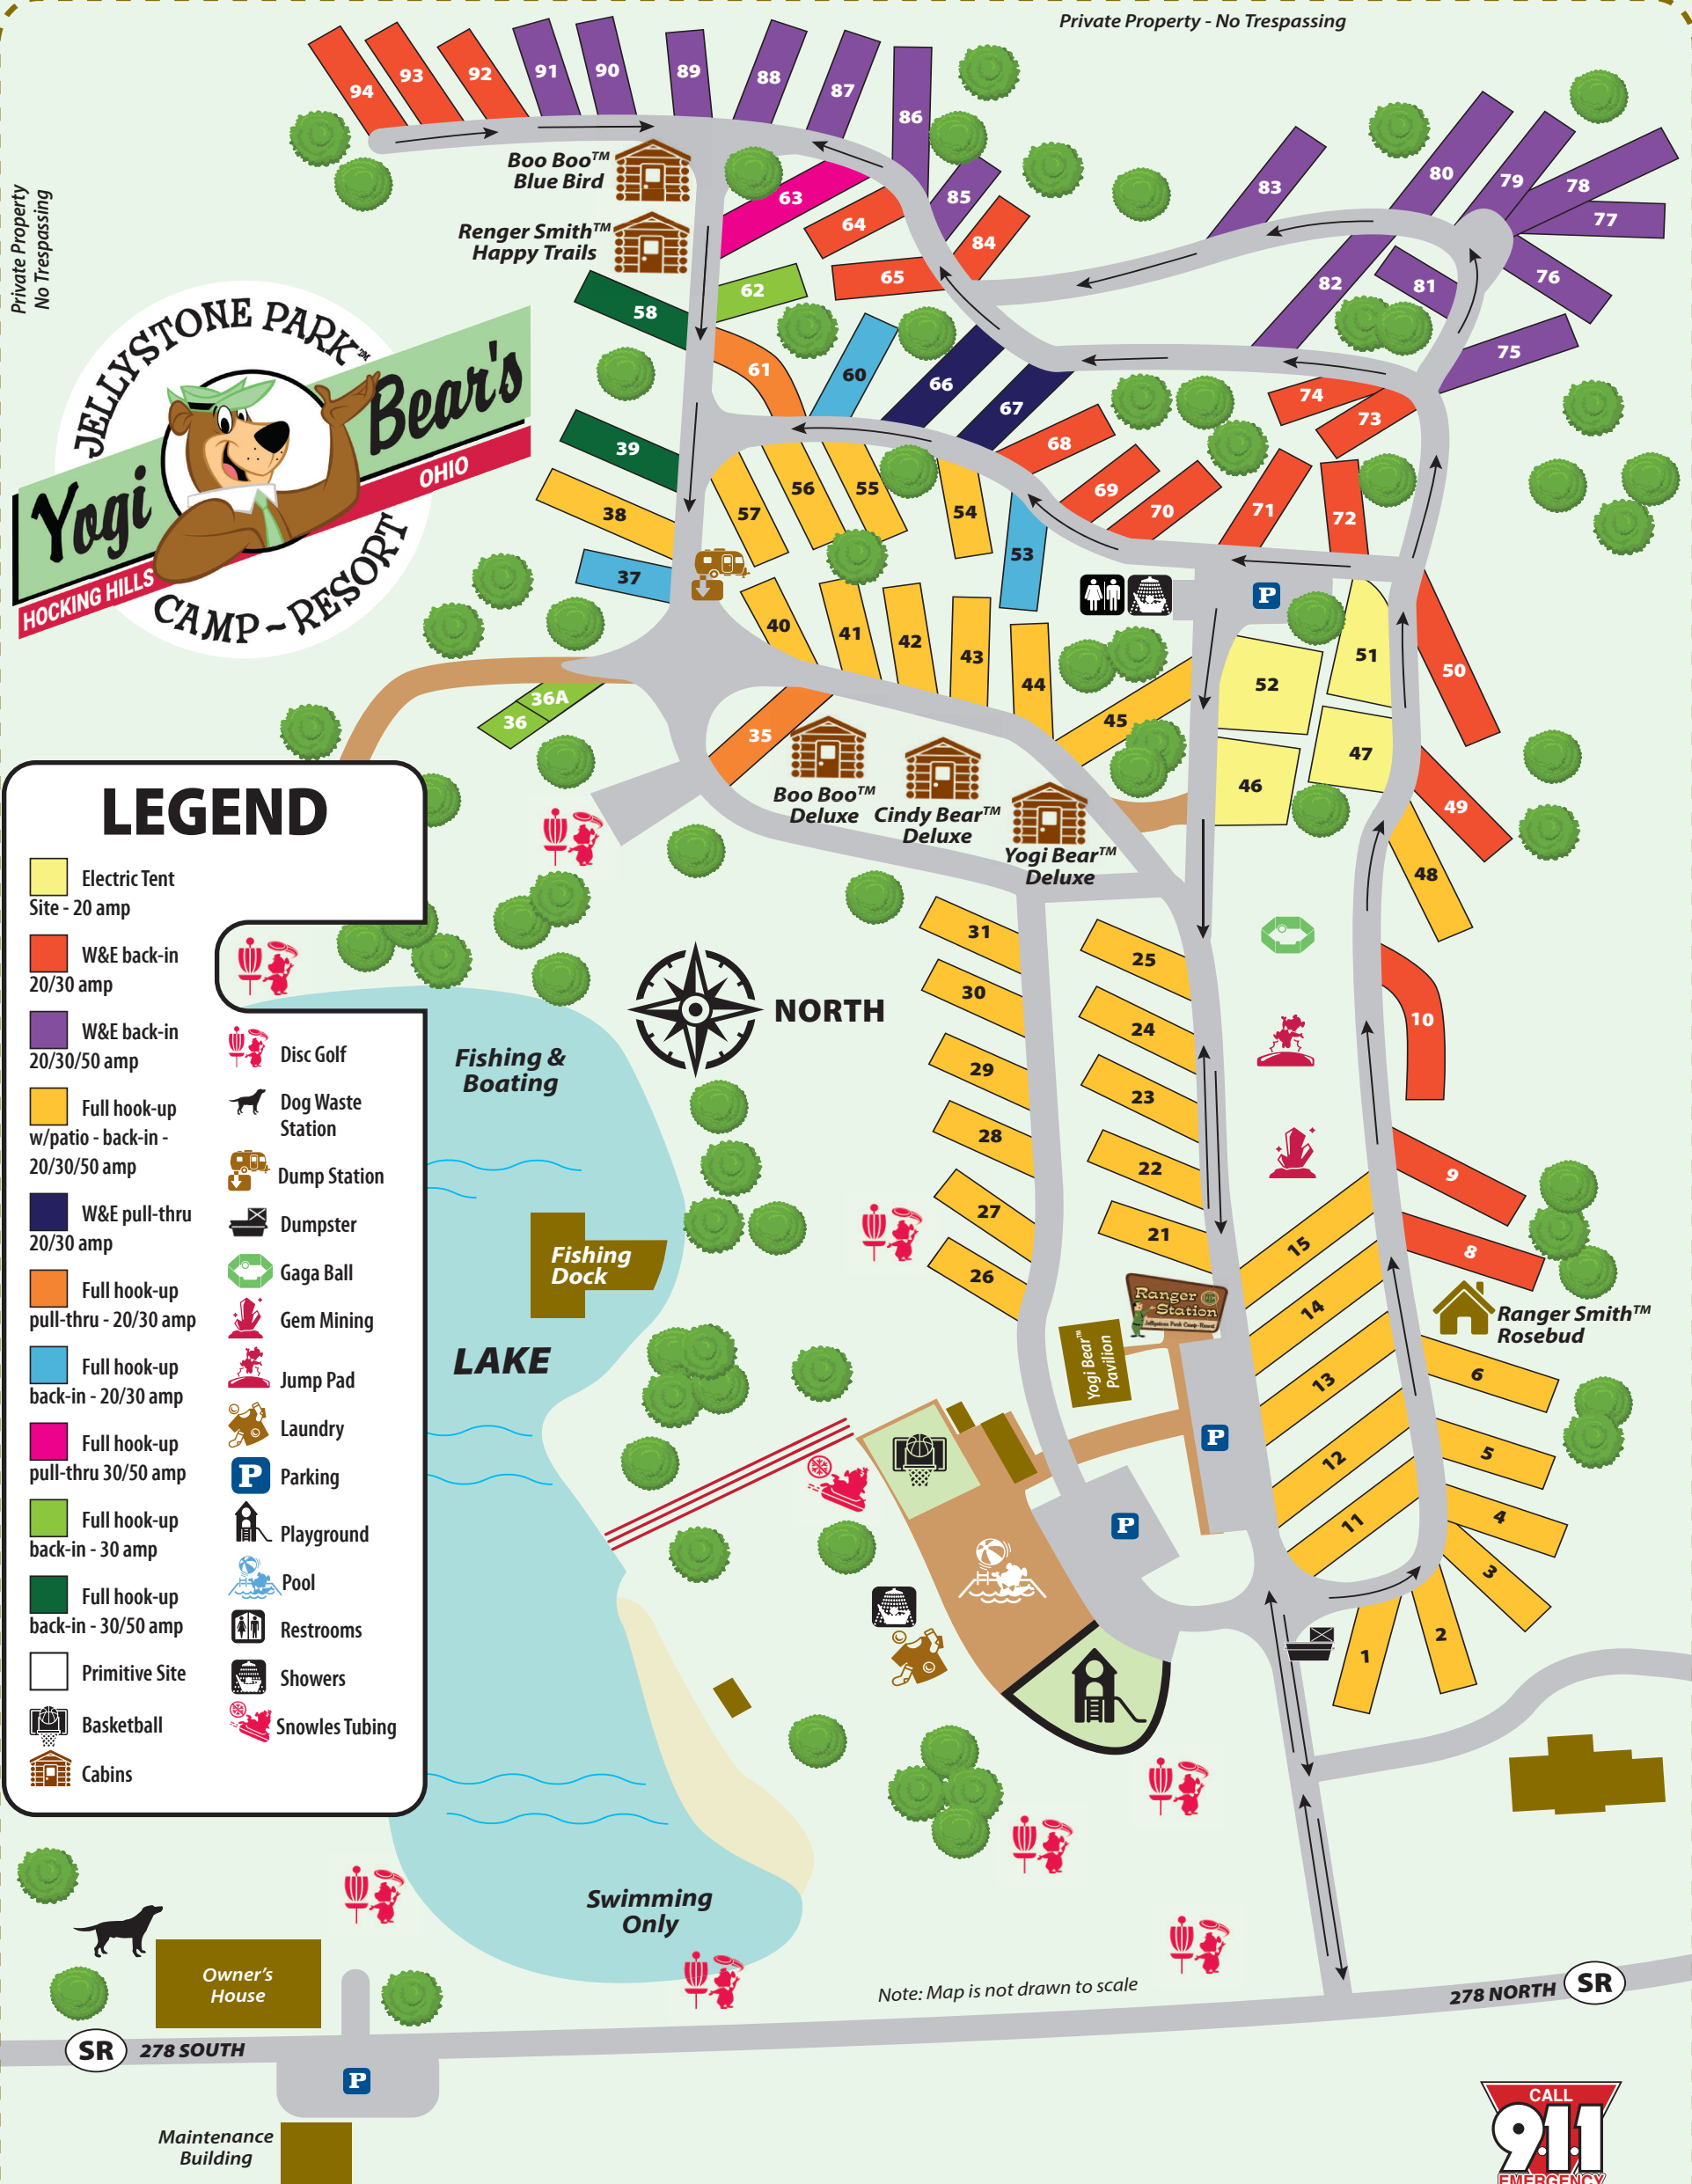 Private Property - No Trespassing
Private Property
No Trespassing
94
93
92
91
90
89
88
87
86
85
84
83
80
79
78
77
76
75
82
81
Boo Boo™
Blue Bird
Renger Smith™
Happy Trails
63
64
65
62
58
61
60
66
67
68
69
70
71
72
73
74
39
38
37
57
56
55
54
53
40
41
42
43
44
45
P
52
51
50
46
47
49
48
36A
36
35
JELLYSTONE PARK™
Yogi Bear's
HOCKING HILLS
OHIO
CAMP~RESORT
Boo Boo™
Deluxe
Cindy Bear™
Deluxe
Yogi Bear™
Deluxe
31
30
29
28
27
26
25
24
23
22
21
10
9
8
15
14
13
12
11
6
5
4
3
2
1
NORTH
Ranger Smith™
Rosebud
Ranger
Station
Jellystone Park Camp-Resort
Yogi Bear™
Pavilion
P
P
Fishing &
Boating
Fishing
Dock
LAKE
Swimming
Only
LEGEND
Electric Tent
Site - 20 amp
W&E back-in
20/30 amp
W&E back-in
20/30/50 amp
Full hook-up
w/patio - back-in -
20/30/50 amp
W&E pull-thru
20/30 amp
Full hook-up
pull-thru - 20/30 amp
Full hook-up
back-in - 20/30 amp
Full hook-up
pull-thru 30/50 amp
Full hook-up
back-in - 30 amp
Full hook-up
back-in - 30/50 amp
Primitive Site
Basketball
Cabins
Disc Golf
Dog Waste
Station
Dump Station
Dumpster
Gaga Ball
Gem Mining
Jump Pad
Laundry
P Parking
Playground
Pool
Restrooms
Showers
Snowles Tubing
Owner's
House
Note: Map is not drawn to scale
278 NORTH SR
SR 278 SOUTH
P
Maintenance
Building
CALL
911
EMERGENCY